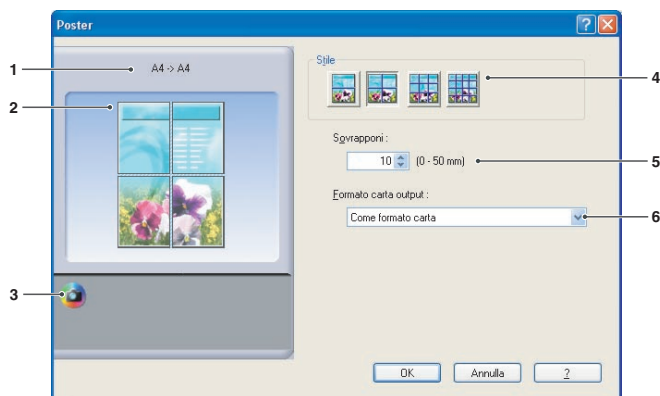 Poster
1
A4 -> A4
2
3
Stile
4
Sovrapponi :
10 (0 - 50 mm)
5
Formato carta output :
Come formato carta
6
OK Annulla ?